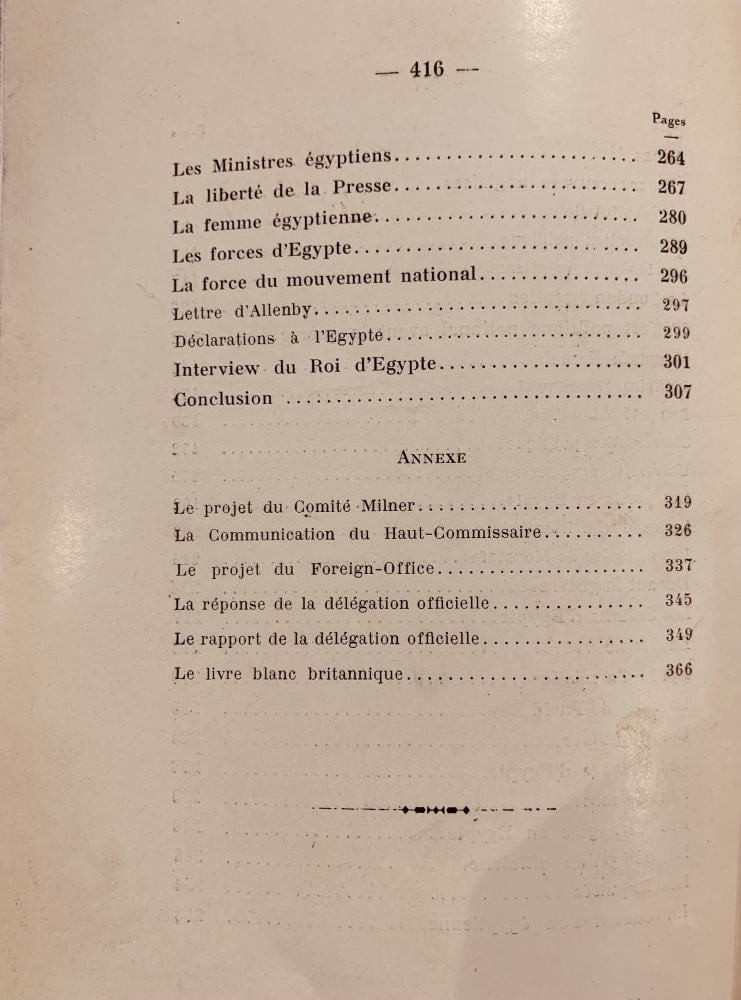 — 416 —
Pages
Les Ministres égyptiens........................ 264
La liberté de la Presse........................ 267
La femme égyptienne........................ 280
Les forces d'Egypte........................ 289
La force du mouvement national................ 296
Lettre d'Allenby................................ 297
Déclarations à l'Egypte........................ 299
Interview du Roi d'Egypte.................... 301
Conclusion .................................... 307
ANNEXE
Le projet du Comité Milner...................... 319
La Communication du Haut-Commissaire.......... 326
Le projet du Foreign-Office.................... 337
La réponse de la délégation officielle............... 345
Le rapport de la délégation officielle................ 349
Le livre blanc britannique........................ 366